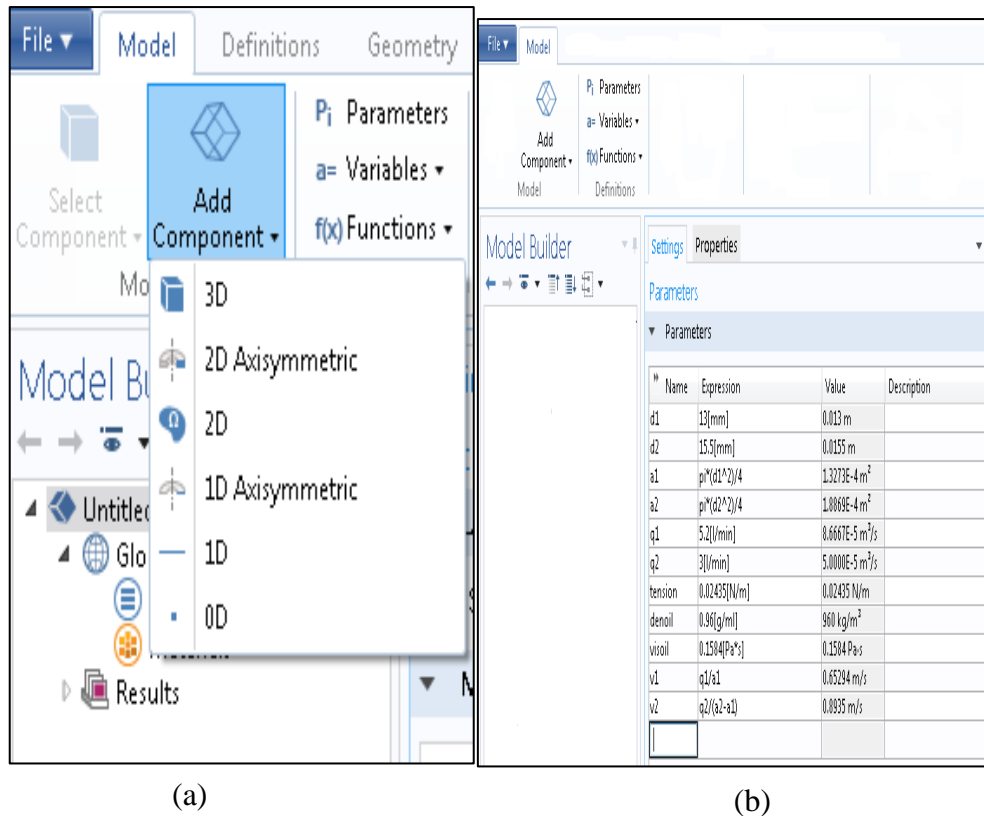 File Model Definitions Geometry
Select Component
Add Component
Pi Parameters
a= Variables
f(x) Functions
Mo
3D
2D Axisymmetric
2D
1D Axisymmetric
1D
0D
Model Bu
Untitled
Glo
Results
(a)
File Model
Add Component
Pi Parameters
a= Variables
f(x) Functions
Model Definitions
Model Builder
Settings Properties
Parameters
Parameters
Name Expression Value Description
d1 13[mm] 0.013 m
d2 15.5[mm] 0.0155 m
a1 pi*(d1^2)/4 1.3273E-4 m²
a2 pi*(d2^2)/4 1.8869E-4 m²
q1 5.2[l/min] 8.6667E-5 m³/s
q2 3[l/min] 5.0000E-5 m³/s
tension 0.02435[N/m] 0.02435 N/m
denoil 0.96[g/ml] 960 kg/m³
visoil 0.1584[Pa*s] 0.1584 Pa·s
v1 q1/a1 0.65294 m/s
v2 q2/(a2-a1) 0.8935 m/s
(b)